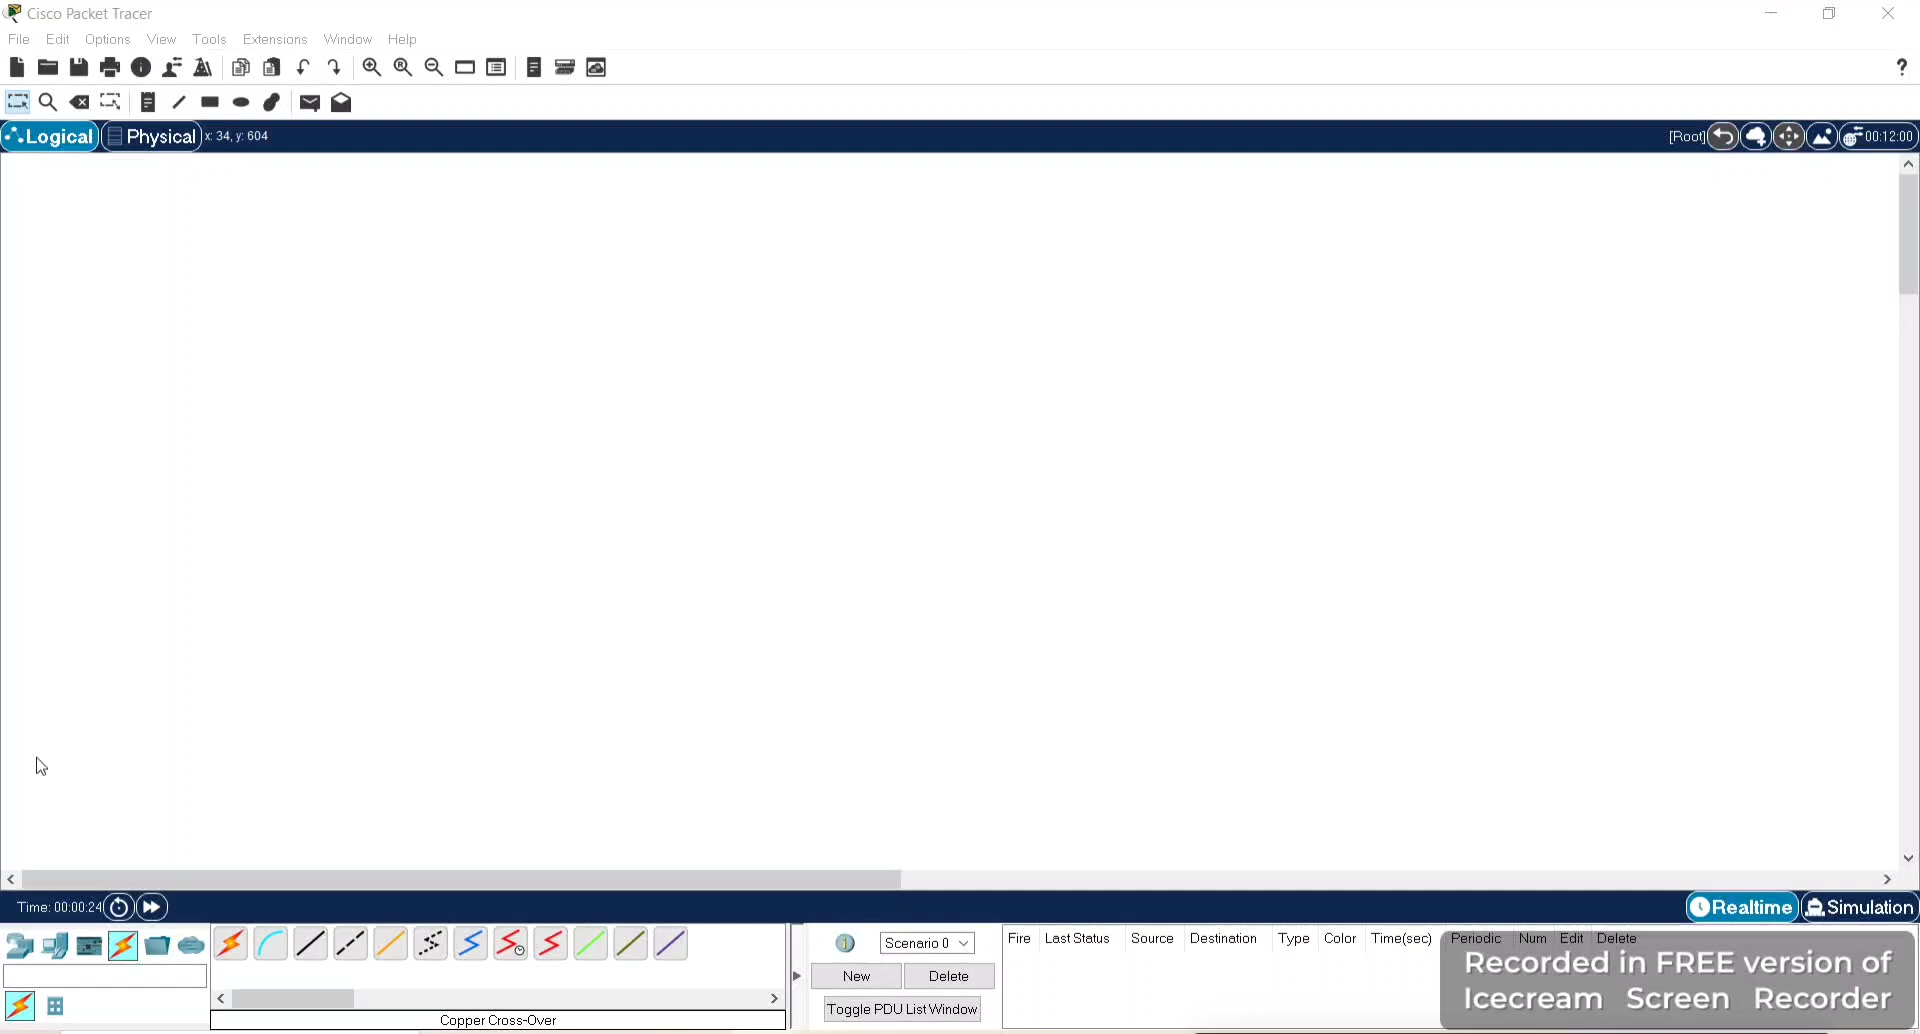 Cisco Packet Tracer
File Edit Options View Tools Extensions Window Help
?
Logical Physical x: 34, y: 604 [Root] 00:12:00
Time: 00:00:24 Realtime Simulation
Scenario 0
New Delete
Toggle PDU List Window
Copper Cross-Over
Fire Last Status Source Destination Type Color Time(sec) Periodic Num Edit Delete
Recorded in FREE version of
Icecream Screen Recorder